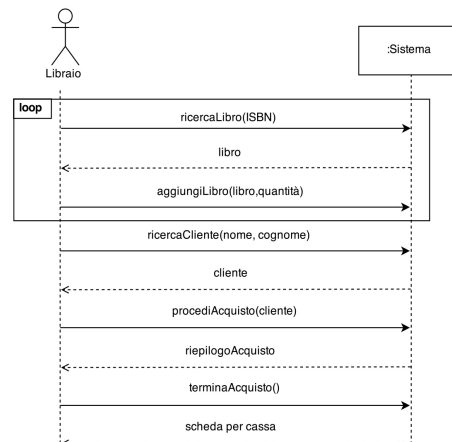 Libraio
:Sistema
loop
ricercaLibro(ISBN)
libro
aggiungiLibro(libro,quantità)
ricercaCliente(nome, cognome)
cliente
procediAcquisto(cliente)
riepilogoAcquisto
terminaAcquisto()
scheda per cassa